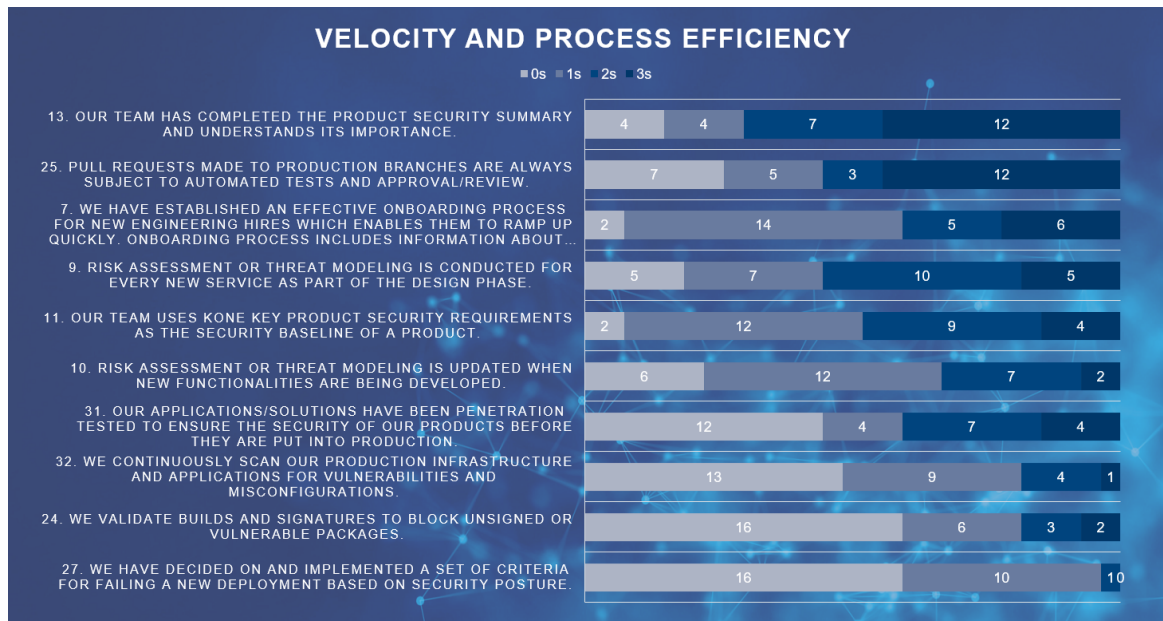 VELOCITY AND PROCESS EFFICIENCY
0s 1s 2s 3s
13. OUR TEAM HAS COMPLETED THE PRODUCT SECURITY SUMMARY
AND UNDERSTANDS ITS IMPORTANCE.
4 4 7 12
25. PULL REQUESTS MADE TO PRODUCTION BRANCHES ARE ALWAYS
SUBJECT TO AUTOMATED TESTS AND APPROVAL/REVIEW.
7 5 3 12
7. WE HAVE ESTABLISHED AN EFFECTIVE ONBOARDING PROCESS
FOR NEW ENGINEERING HIRES WHICH ENABLES THEM TO RAMP UP
QUICKLY. ONBOARDING PROCESS INCLUDES INFORMATION ABOUT...
2 14 5 6
9. RISK ASSESSMENT OR THREAT MODELING IS CONDUCTED FOR
EVERY NEW SERVICE AS PART OF THE DESIGN PHASE.
5 7 10 5
11. OUR TEAM USES KONE KEY PRODUCT SECURITY REQUIREMENTS
AS THE SECURITY BASELINE OF A PRODUCT.
2 12 9 4
10. RISK ASSESSMENT OR THREAT MODELING IS UPDATED WHEN
NEW FUNCTIONALITIES ARE BEING DEVELOPED.
6 12 7 2
31. OUR APPLICATIONS/SOLUTIONS HAVE BEEN PENETRATION
TESTED TO ENSURE THE SECURITY OF OUR PRODUCTS BEFORE
THEY ARE PUT INTO PRODUCTION.
12 4 7 4
32. WE CONTINUOUSLY SCAN OUR PRODUCTION INFRASTRUCTURE
AND APPLICATIONS FOR VULNERABILITIES AND
MISCONFIGURATIONS.
13 9 4 1
24. WE VALIDATE BUILDS AND SIGNATURES TO BLOCK UNSIGNED OR
VULNERABLE PACKAGES.
16 6 3 2
27. WE HAVE DECIDED ON AND IMPLEMENTED A SET OF CRITERIA
FOR FAILING A NEW DEPLOYMENT BASED ON SECURITY POSTURE.
16 10 1 0